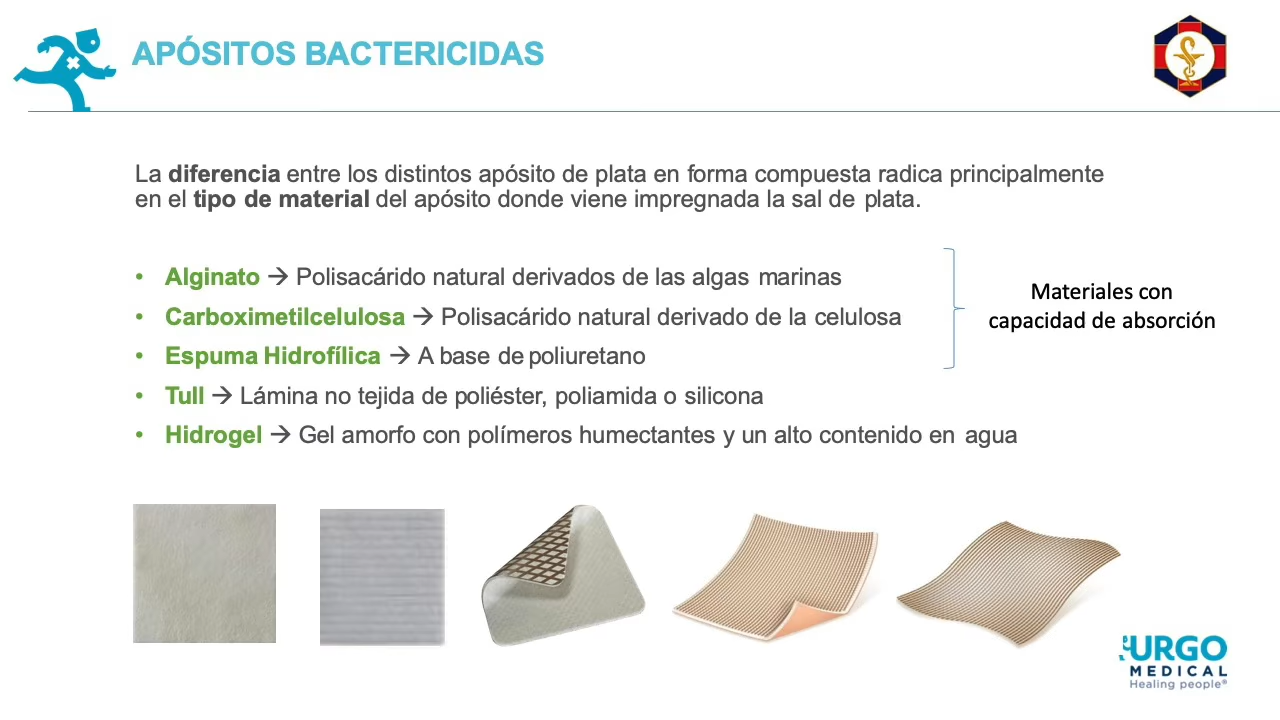 APÓSITOS BACTERICIDAS
La diferencia entre los distintos apósito de plata en forma compuesta radica principalmente
en el tipo de material del apósito donde viene impregnada la sal de plata.
• Alginato → Polisacárido natural derivados de las algas marinas
• Carboximetilcelulosa → Polisacárido natural derivado de la celulosa
• Espuma Hidrofílica → A base de poliuretano
• Tull → Lámina no tejida de poliéster, poliamida o silicona
• Hidrogel → Gel amorfo con polímeros humectantes y un alto contenido en agua
Materiales con
capacidad de absorción
URGO
MEDICAL
Healing people®